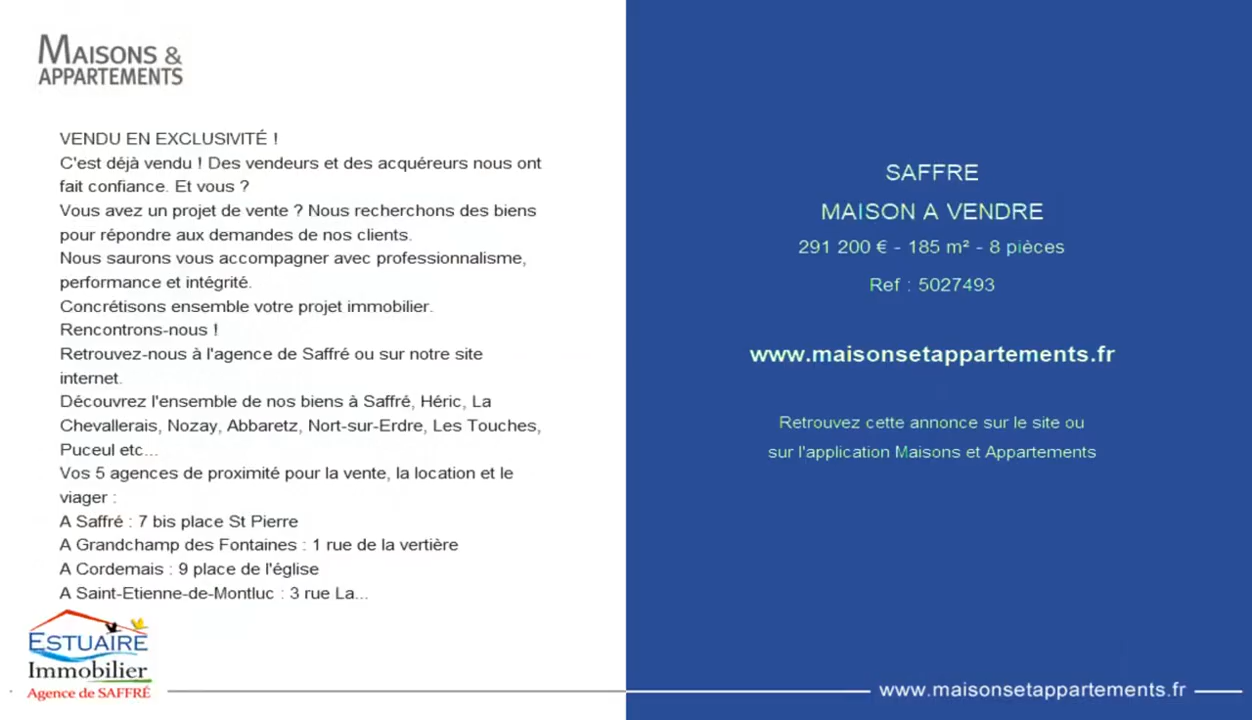 MAISONS &
APPARTEMENTS
VENDU EN EXCLUSIVITÉ !
C'est déjà vendu ! Des vendeurs et des acquéreurs nous ont
fait confiance. Et vous ?
Vous avez un projet de vente ? Nous recherchons des biens
pour répondre aux demandes de nos clients.
Nous saurons vous accompagner avec professionnalisme,
performance et intégrité.
Concrétisons ensemble votre projet immobilier.
Rencontrons-nous !
Retrouvez-nous à l'agence de Saffré ou sur notre site
internet.
Découvrez l'ensemble de nos biens à Saffré, Héric, La
Chevallerais, Nozay, Abbaretz, Nort-sur-Erdre, Les Touches,
Puceul etc...
Vos 5 agences de proximité pour la vente, la location et le
viager :
A Saffré : 7 bis place St Pierre
A Grandchamp des Fontaines : 1 rue de la vertière
A Cordemais : 9 place de l'église
A Saint-Etienne-de-Montluc : 3 rue La...
ESTUAIRE
Immobilier
Agence de SAFFRÉ
SAFFRE
MAISON A VENDRE
291 200 € - 185 m² - 8 pièces
Ref : 5027493
www.maisonsetappartements.fr
Retrouvez cette annonce sur le site ou
sur l'application Maisons et Appartements
www.maisonsetappartements.fr